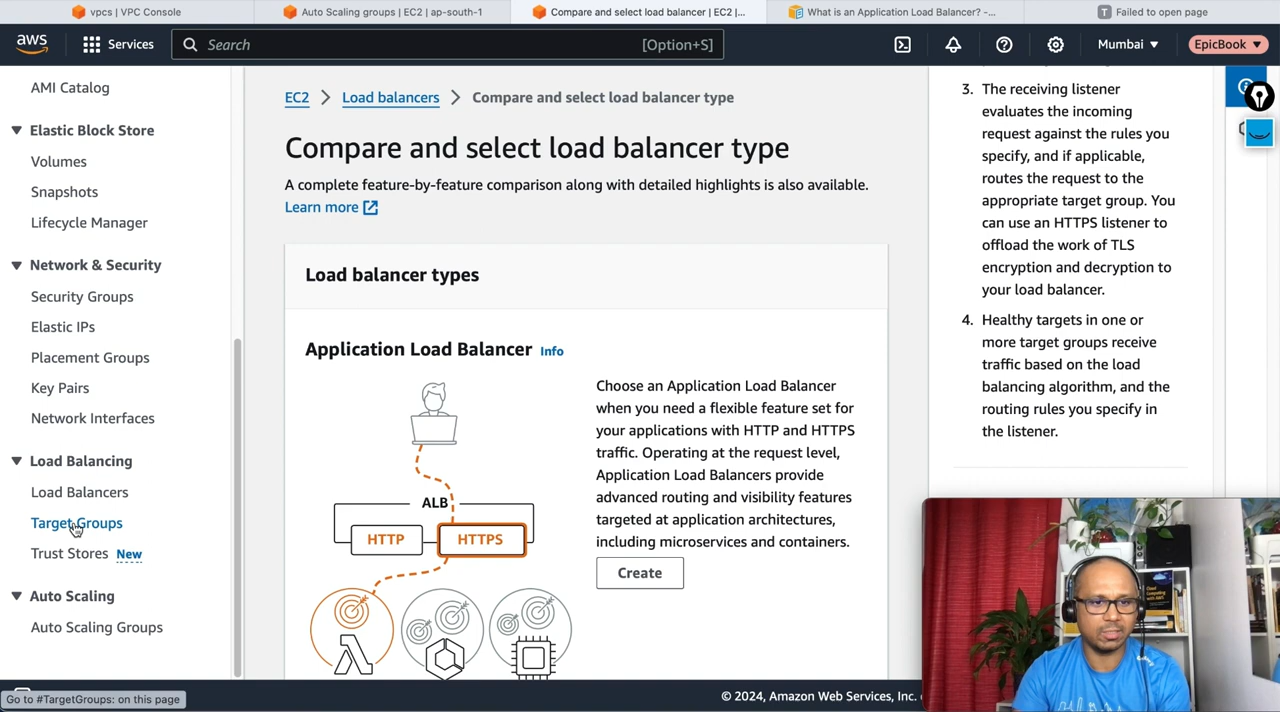 vpcs | VPC Console
Auto Scaling groups | EC2 | ap-south-1
Compare and select load balancer | EC2 |...
What is an Application Load Balancer? -...
T
Failed to open page
aws
Services
Search
[Option+S]
Mumbai ▼
EpicBook ▼
AMI Catalog
Elastic Block Store
Volumes
Snapshots
Lifecycle Manager
Network & Security
Security Groups
Elastic IPs
Placement Groups
Key Pairs
Network Interfaces
Load Balancing
Load Balancers
Target Groups
Trust Stores New
Auto Scaling
Auto Scaling Groups
Go to #TargetGroups: on this page
EC2 > Load balancers > Compare and select load balancer type
Compare and select load balancer type
A complete feature-by-feature comparison along with detailed highlights is also available.
Learn more
Load balancer types
Application Load Balancer Info
ALB
HTTP
HTTPS
Choose an Application Load Balancer
when you need a flexible feature set for
your applications with HTTP and HTTPS
traffic. Operating at the request level,
Application Load Balancers provide
advanced routing and visibility features
targeted at application architectures,
including microservices and containers.
Create
3. The receiving listener
evaluates the incoming
request against the rules you
specify, and if applicable,
routes the request to the
appropriate target group. You
can use an HTTPS listener to
offload the work of TLS
encryption and decryption to
your load balancer.
4. Healthy targets in one or
more target groups receive
traffic based on the load
balancing algorithm, and the
routing rules you specify in
the listener.
© 2024, Amazon Web Services, Inc.